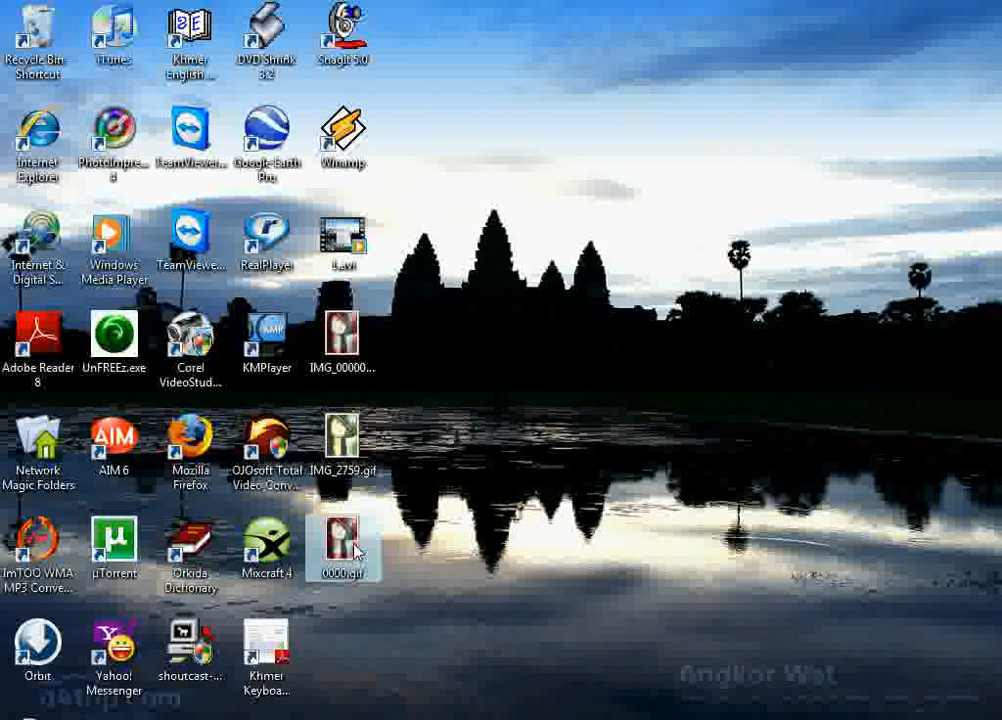 Recycle Bin
Shortcut
iTunes
Khmer
English ...
DVD Shrink
3.2
SnagIt 5.0
Internet
Explorer
PhotoImpre...
4
TeamViewer...
Google Earth
Pro
Winamp
Internet &
Digital S...
Windows
Media Player
TeamViewe...
RealPlayer
1.avi
Adobe Reader
8
UnFREEz.exe
Corel
VideoStud...
KMP
KMPlayer
IMG_00000...
Network
Magic Folders
AIM
AIM 6
Mozilla
Firefox
OJOsoft Total
Video Conv...
IMG_2759.gif
ImTOO WMA
MP3 Conve...
µ
µTorrent
Orkida
Dictionary
Mixcraft 4
0000.gif
Orbit
Yahoo!
Messenger
shoutcast-...
Khmer
Keyboa...
Angkor Wat